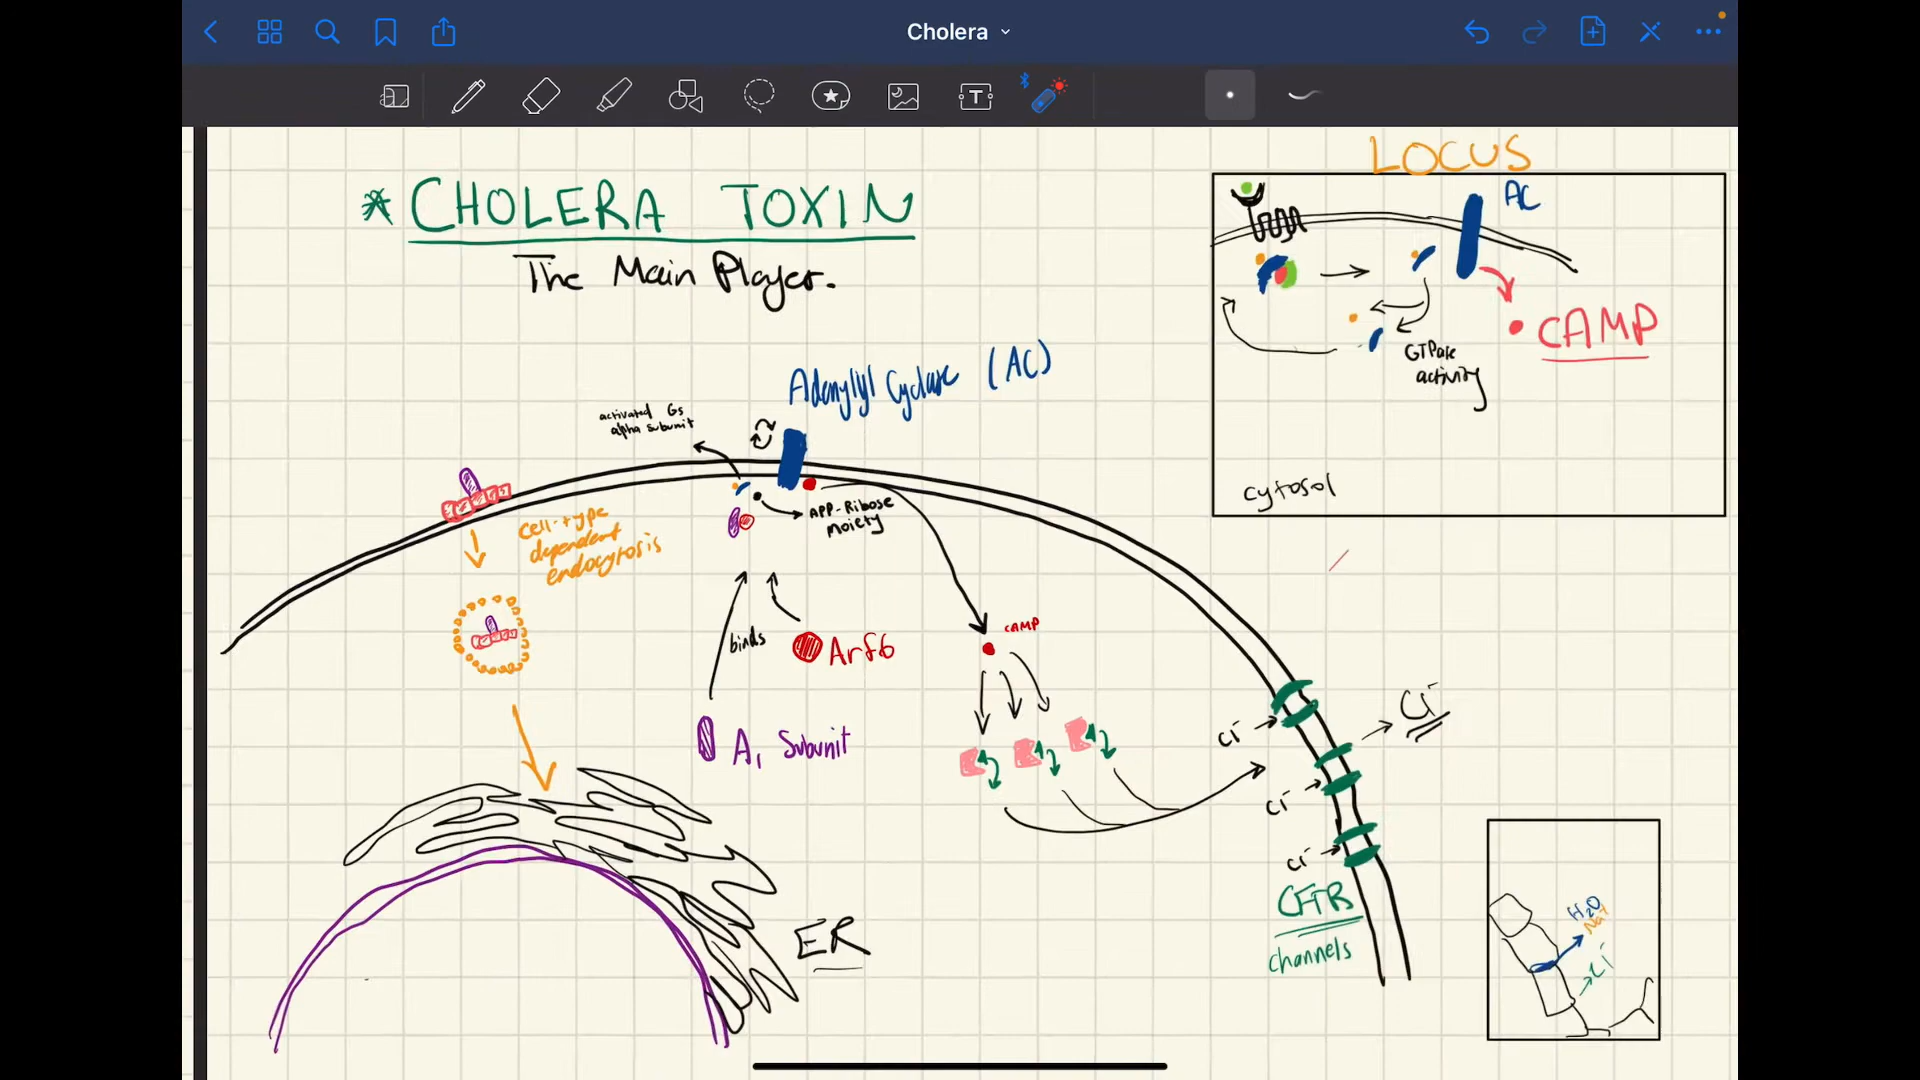 Cholera
LOCUS
* CHOLERA TOXIN
The Main Player.
AC
CAMP
GTPase
activity
cytosol
Adenylyl Cyclase (AC)
activated Gs
alpha subunit
APP-Ribose
moiety
cell-type
dependent
endocytosis
binds
Arf6
cAMP
A1 Subunit
Cl-
Cl-
Cl-
Cl-
CFTR
channels
ER
H2O
Na+
Cl-